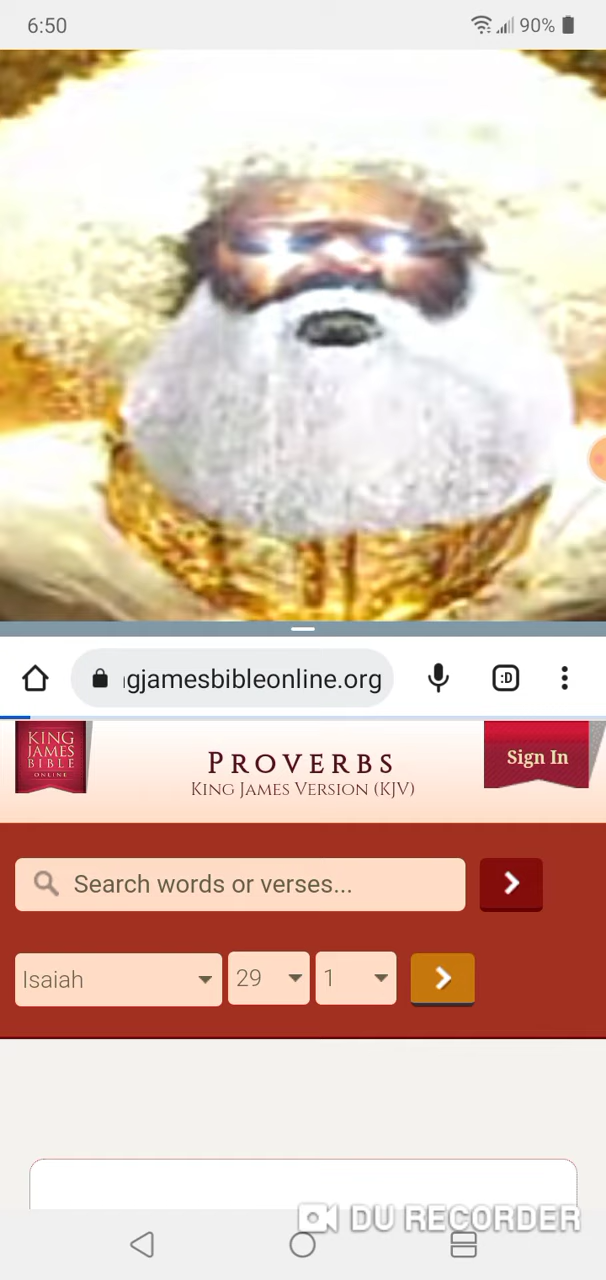 6:50
90%
ngjamesbibleonline.org
:D
KING
JAMES
BIBLE
ONLINE
PROVERBS
KING JAMES VERSION (KJV)
Sign In
Search words or verses...
Isaiah
29
1
DU RECORDER